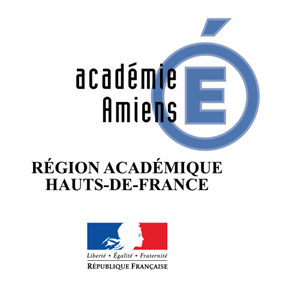 académie
Amiens
É
RÉGION ACADÉMIQUE
HAUTS-DE-FRANCE
Liberté • Égalité • Fraternité
RÉPUBLIQUE FRANÇAISE